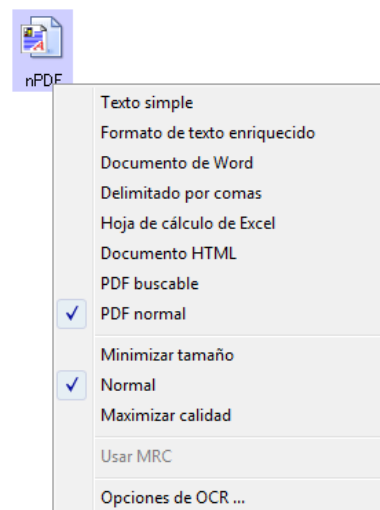 nPDF
Texto simple
Formato de texto enriquecido
Documento de Word
Delimitado por comas
Hoja de cálculo de Excel
Documento HTML
PDF buscable
PDF normal
Minimizar tamaño
Normal
Maximizar calidad
Usar MRC
Opciones de OCR ...